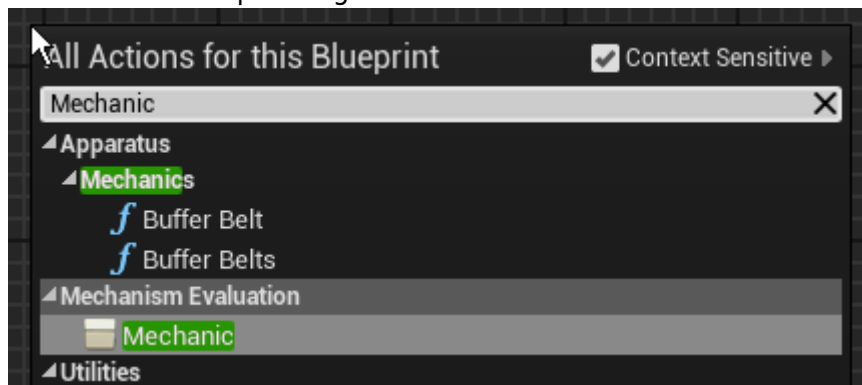 All Actions for this Blueprint Context Sensitive
Mechanic
Apparatus
Mechanics
f Buffer Belt
f Buffer Belts
Mechanism Evaluation
Mechanic
Utilities